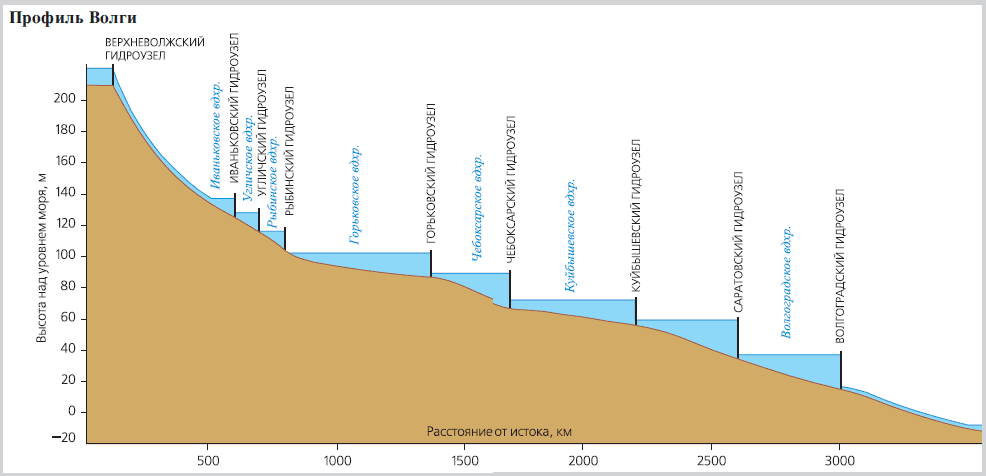 Профиль Волги
ВЕРХНЕВОЛЖСКИЙ
ГИДРОУЗЕЛ
Иваньковское вдхр.
ИВАНЬКОВСКИЙ ГИДРОУЗЕЛ
Угличское вдхр.
УГЛИЧСКИЙ ГИДРОУЗЕЛ
Рыбинское вдхр.
РЫБИНСКИЙ ГИДРОУЗЕЛ
Горьковское вдхр.
ГОРЬКОВСКИЙ ГИДРОУЗЕЛ
Чебоксарское вдхр.
ЧЕБОКСАРСКИЙ ГИДРОУЗЕЛ
Куйбышевское вдхр.
КУЙБЫШЕВСКИЙ ГИДРОУЗЕЛ
САРАТОВСКИЙ ГИДРОУЗЕЛ
Волгоградское вдхр.
ВОЛГОГРАДСКИЙ ГИДРОУЗЕЛ
Высота над уровнем моря, м
200
180
160
140
120
100
80
60
40
20
0
−20
Расстояние от истока, км
500
1000
1500
2000
2500
3000